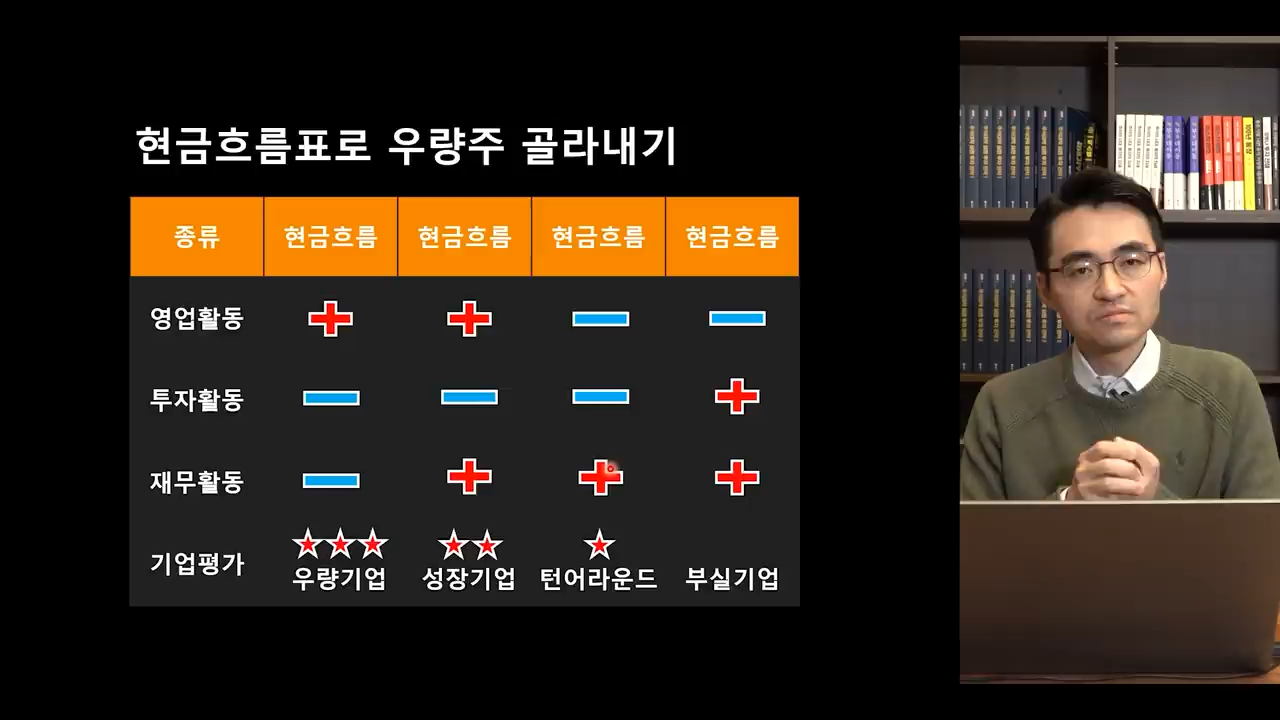 현금흐름표로 우량주 골라내기
종류 현금흐름 현금흐름 현금흐름 현금흐름
영업활동
투자활동
재무활동
기업평가 우량기업 성장기업 턴어라운드 부실기업